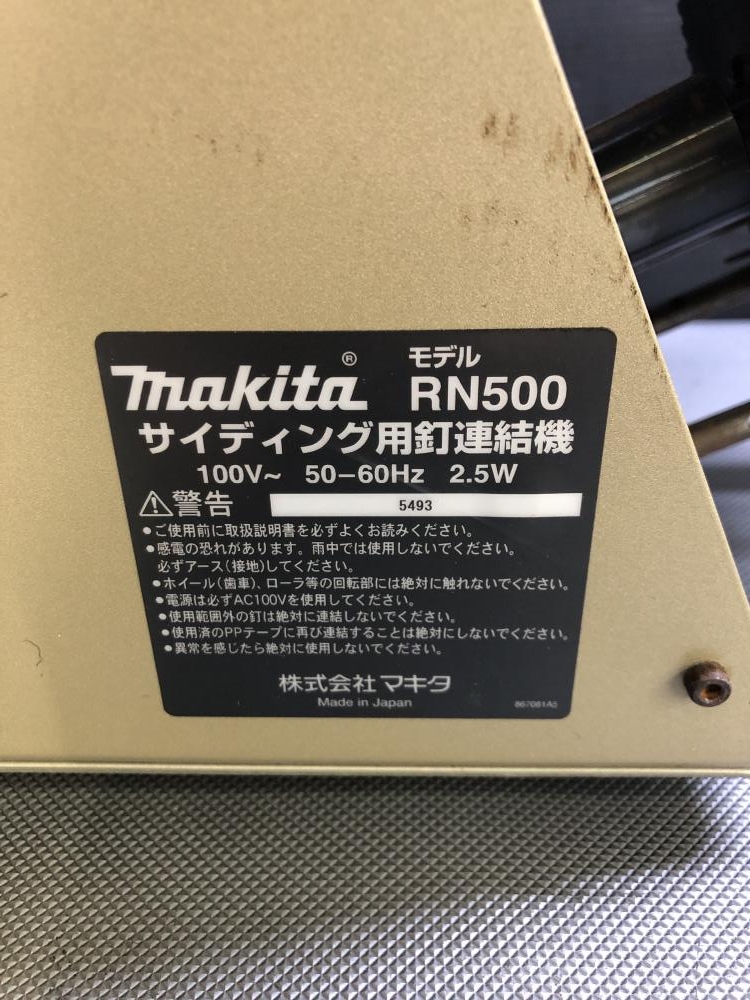 makita® モデル RN500
サイディング用釘連結機
100V~ 50-60Hz 2.5W
⚠警告 5493
●ご使用前に取扱説明書を必ずよくお読みください。
●感電の恐れがあります。雨中では使用しないでください。
必ずアース(接地)してください。
●ホイール(歯車)、ローラ等の回転部には絶対に触れないでください。
●電源は必ずAC100Vを使用してください。
●使用範囲外の釘は絶対に連結しないでください。
●使用済のPPテープに再び連結することは絶対にしないでください。
●異常を感じたら絶対に使用しないでください。
株式会社マキタ
Made in Japan 867081A5